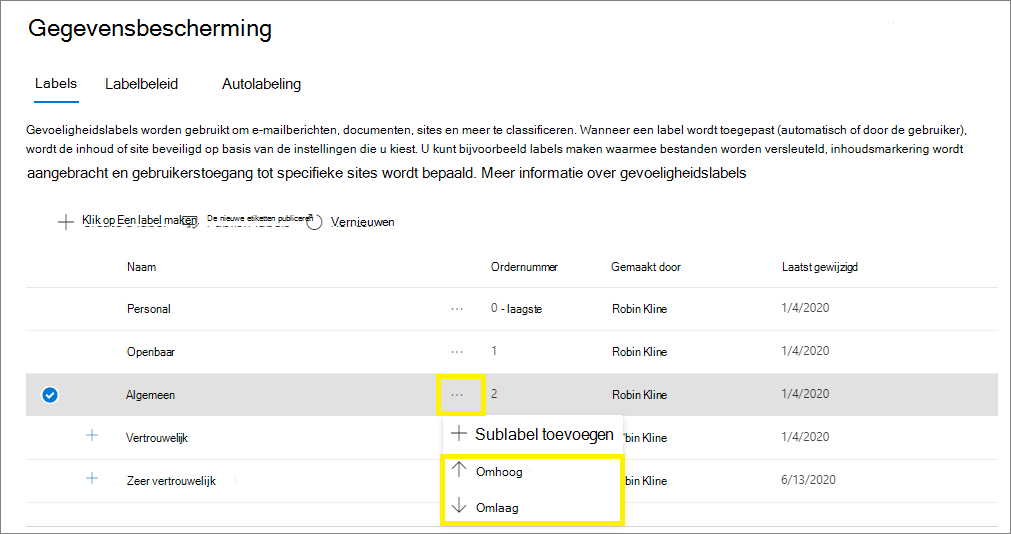 Gegevensbescherming
Labels Labelbeleid Autolabeling
Gevoeligheidslabels worden gebruikt om e-mailberichten, documenten, sites en meer te classificeren. Wanneer een label wordt toegepast (automatisch of door de gebruiker),
wordt de inhoud of site beveiligd op basis van de instellingen die u kiest. U kunt bijvoorbeeld labels maken waarmee bestanden worden versleuteld, inhoudsmarkering wordt
aangebracht en gebruikerstoegang tot specifieke sites wordt bepaald. Meer informatie over gevoeligheidslabels
Klik op Een label maken De nieuwe etiketten publiceren Vernieuwen
Naam Ordernummer Gemaakt door Laatst gewijzigd
Personal ... 0 - laagste Robin Kline 1/4/2020
Openbaar ... 1 Robin Kline 1/4/2020
Algemeen ... 2 Robin Kline 1/4/2020
Sublabel toevoegen
Vertrouwelijk bin Kline 1/4/2020
Omhoog
Zeer vertrouwelijk bin Kline 6/13/2020
Omlaag